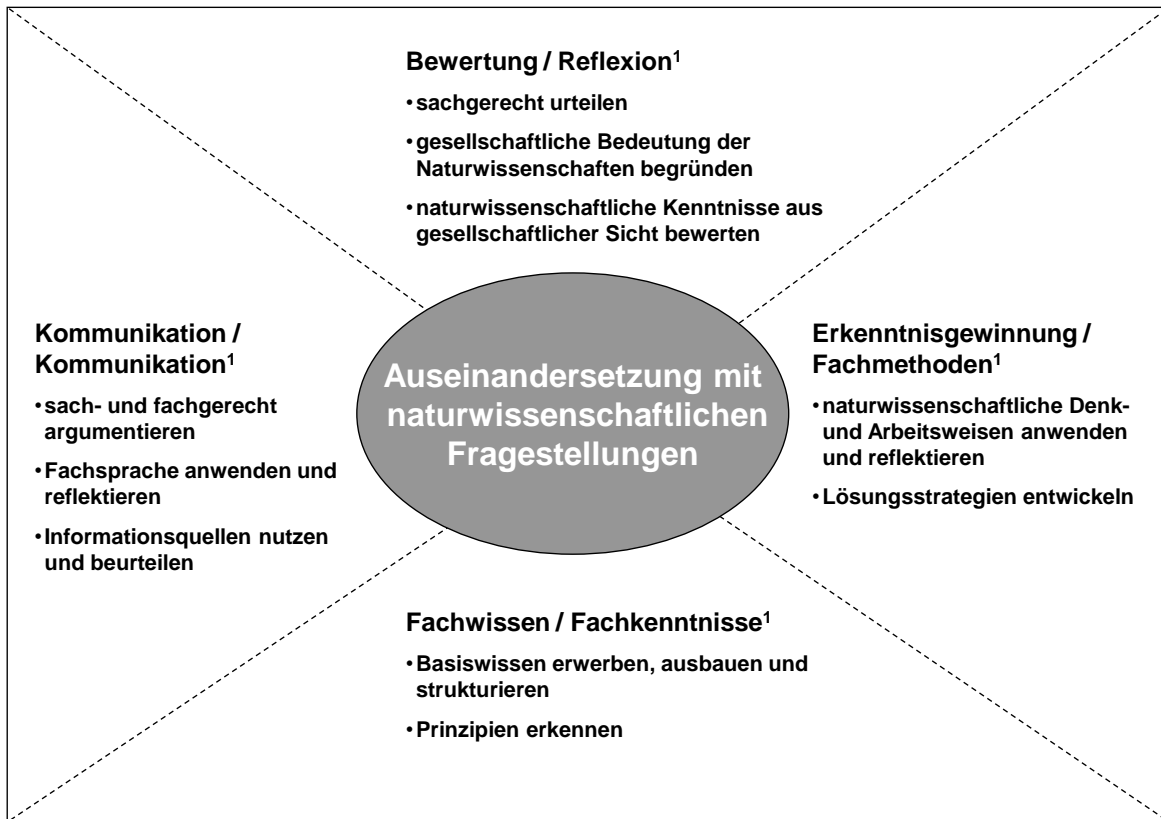 Bewertung / Reflexion¹
• sachgerecht urteilen
• gesellschaftliche Bedeutung der
Naturwissenschaften begründen
• naturwissenschaftliche Kenntnisse aus
gesellschaftlicher Sicht bewerten
Kommunikation /
Kommunikation¹
• sach- und fachgerecht
argumentieren
• Fachsprache anwenden und
reflektieren
• Informationsquellen nutzen
und beurteilen
Auseinandersetzung mit
naturwissenschaftlichen
Fragestellungen
Erkenntnisgewinnung /
Fachmethoden¹
• naturwissenschaftliche Denk-
und Arbeitsweisen anwenden
und reflektieren
• Lösungsstrategien entwickeln
Fachwissen / Fachkenntnisse¹
• Basiswissen erwerben, ausbauen und
strukturieren
• Prinzipien erkennen